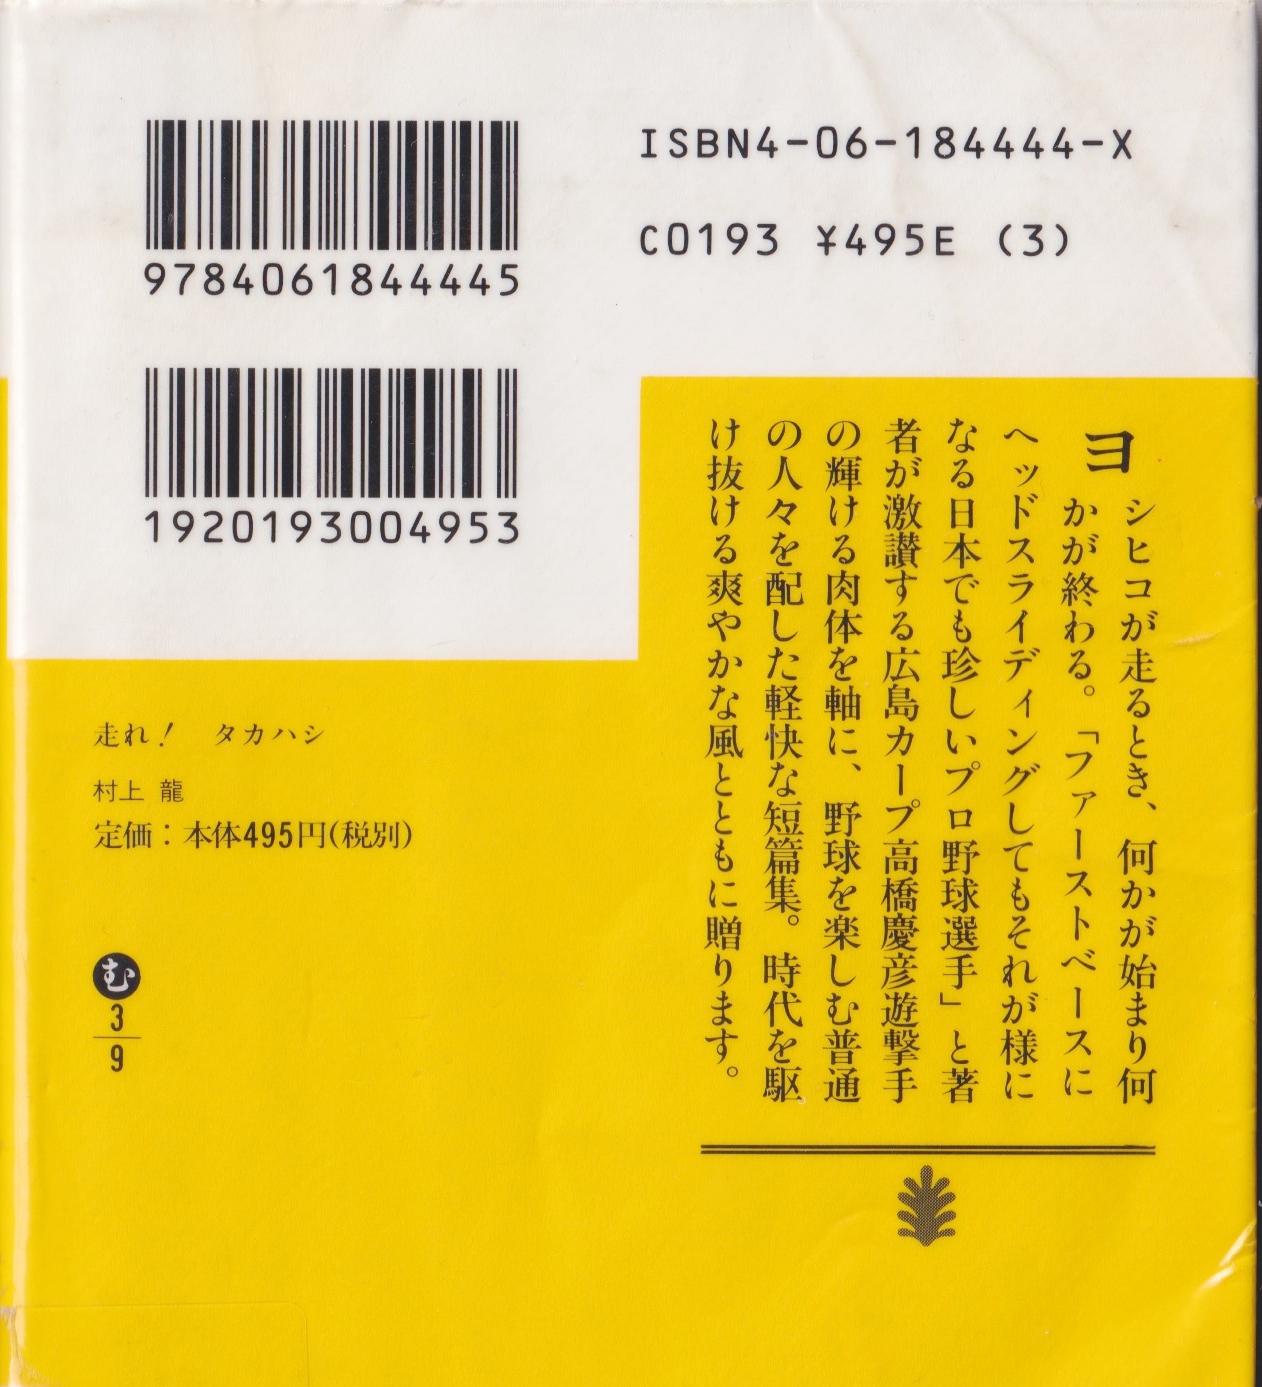 9784061844445
ISBN4-06-184444-X
C0193 ¥495E (3)
1920193004953
ヨシヒコが走るとき、何かが始まり何
かが終わる。「ファーストベースに
ヘッドスライディングしてもそれが様に
なる日本でも珍しいプロ野球選手」と著
者が激讃する広島カープ高橋慶彦遊撃手
の輝ける肉体を軸に、野球を楽しむ普通
の人々を配した軽快な短篇集。時代を駆
け抜ける爽やかな風とともに贈ります。
走れ！ タカハシ
村上 龍
定価：本体495円(税別)
む
3
9